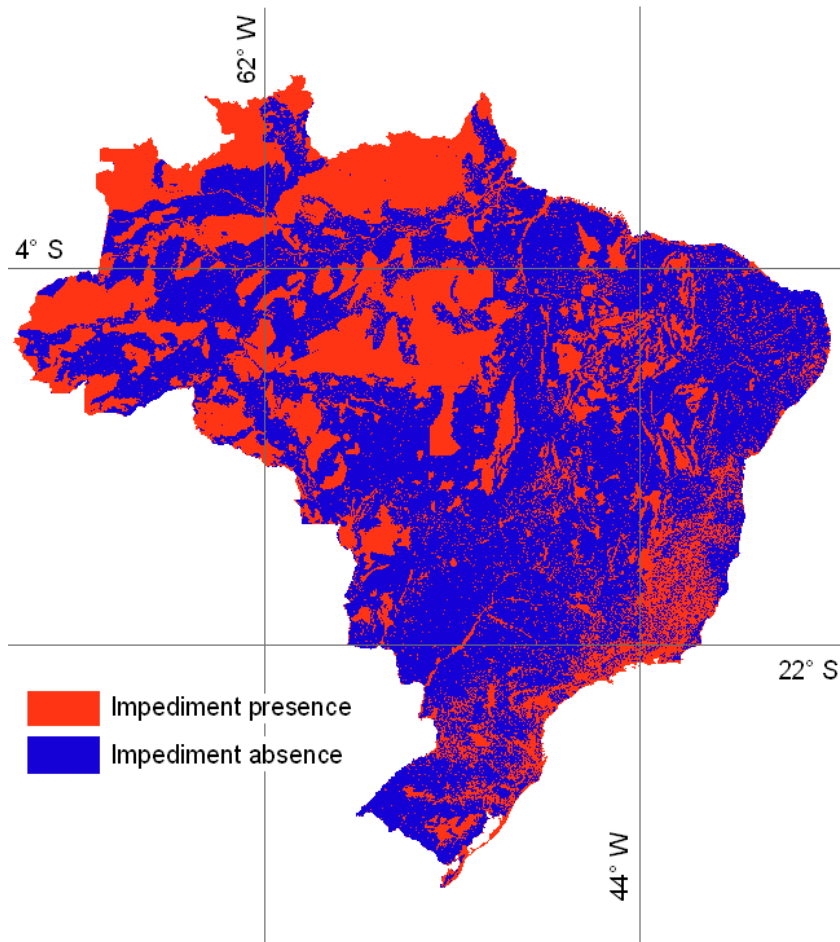 62° W
4° S
22° S
Impediment presence
Impediment absence
44° W